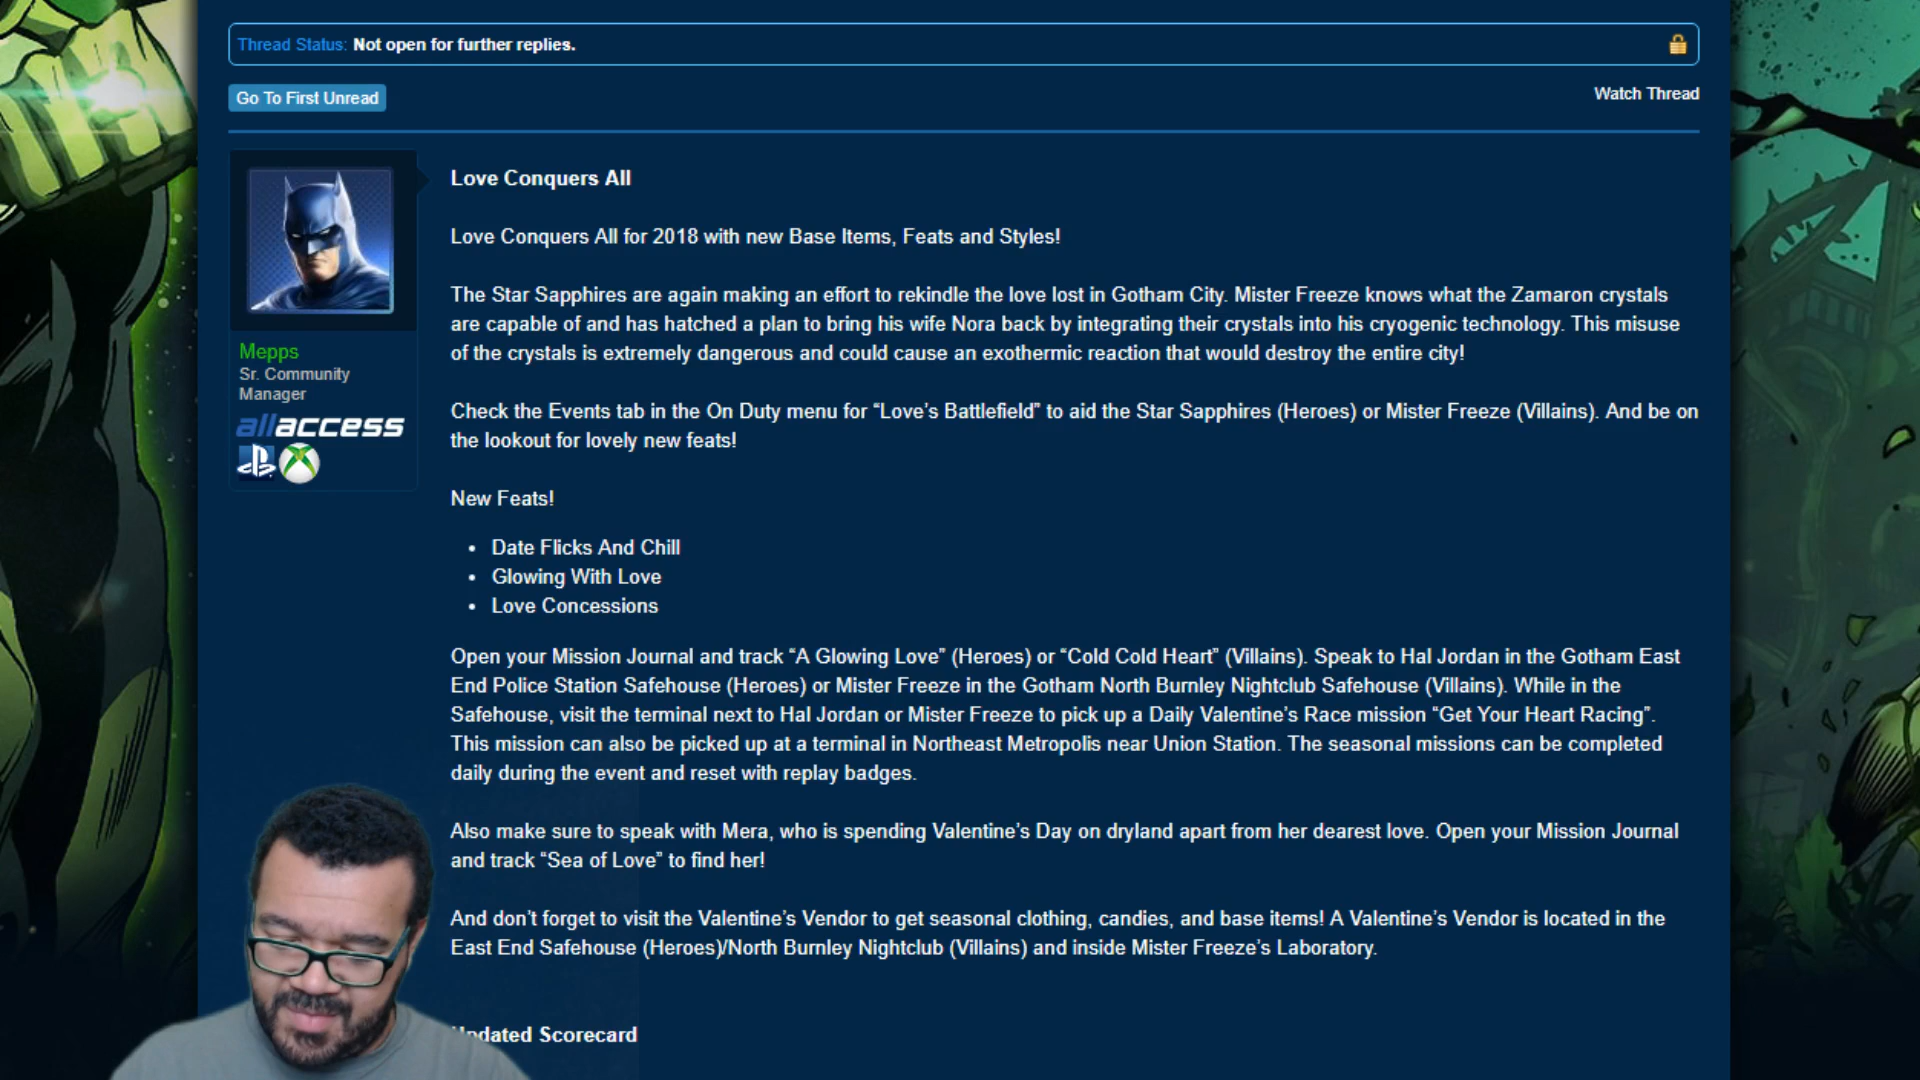 Thread Status: Not open for further replies.
Go To First Unread
Watch Thread
Love Conquers All
Love Conquers All for 2018 with new Base Items, Feats and Styles!
The Star Sapphires are again making an effort to rekindle the love lost in Gotham City. Mister Freeze knows what the Zamaron crystals
are capable of and has hatched a plan to bring his wife Nora back by integrating their crystals into his cryogenic technology. This misuse
of the crystals is extremely dangerous and could cause an exothermic reaction that would destroy the entire city!
Mepps
Sr. Community
Manager
allaccess
Check the Events tab in the On Duty menu for “Love’s Battlefield” to aid the Star Sapphires (Heroes) or Mister Freeze (Villains). And be on
the lookout for lovely new feats!
New Feats!
• Date Flicks And Chill
• Glowing With Love
• Love Concessions
Open your Mission Journal and track “A Glowing Love” (Heroes) or “Cold Cold Heart” (Villains). Speak to Hal Jordan in the Gotham East
End Police Station Safehouse (Heroes) or Mister Freeze in the Gotham North Burnley Nightclub Safehouse (Villains). While in the
Safehouse, visit the terminal next to Hal Jordan or Mister Freeze to pick up a Daily Valentine’s Race mission “Get Your Heart Racing”.
This mission can also be picked up at a terminal in Northeast Metropolis near Union Station. The seasonal missions can be completed
daily during the event and reset with replay badges.
Also make sure to speak with Mera, who is spending Valentine’s Day on dryland apart from her dearest love. Open your Mission Journal
and track “Sea of Love” to find her!
And don’t forget to visit the Valentine’s Vendor to get seasonal clothing, candies, and base items! A Valentine’s Vendor is located in the
East End Safehouse (Heroes)/North Burnley Nightclub (Villains) and inside Mister Freeze’s Laboratory.
Updated Scorecard